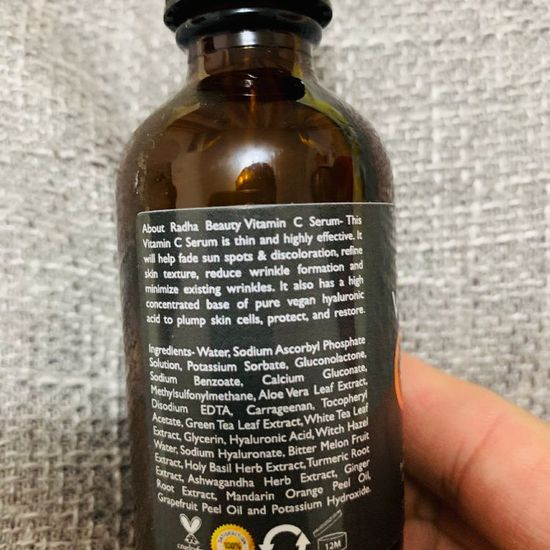 About Radha Beauty Vitamin C Serum- This
Vitamin C Serum is thin and highly effective. It
will help fade sun spots & discoloration, refine
skin texture, reduce wrinkle formation and
minimize existing wrinkles. It also has a high
concentrated base of pure vegan hyaluronic
acid to plump skin cells, protect, and restore.
Ingredients- Water, Sodium Ascorbyl Phosphate
Solution, Potassium Sorbate, Gluconolactone,
Sodium Benzoate, Calcium Gluconate,
Methylsulfonylmethane, Aloe Vera Leaf Extract,
Disodium EDTA, Carrageenan, Tocopheryl
Acetate, Green Tea Leaf Extract, White Tea Leaf
Extract, Glycerin, Hyaluronic Acid, Witch Hazel
Water, Sodium Hyaluronate, Bitter Melon Fruit
Extract, Holy Basil Herb Extract, Turmeric Root
Extract, Ashwagandha Herb Extract, Ginger
Root Extract, Mandarin Orange Peel Oil,
Grapefruit Peel Oil and Potassium Hydroxide.
SATISFACTION
100%
12M